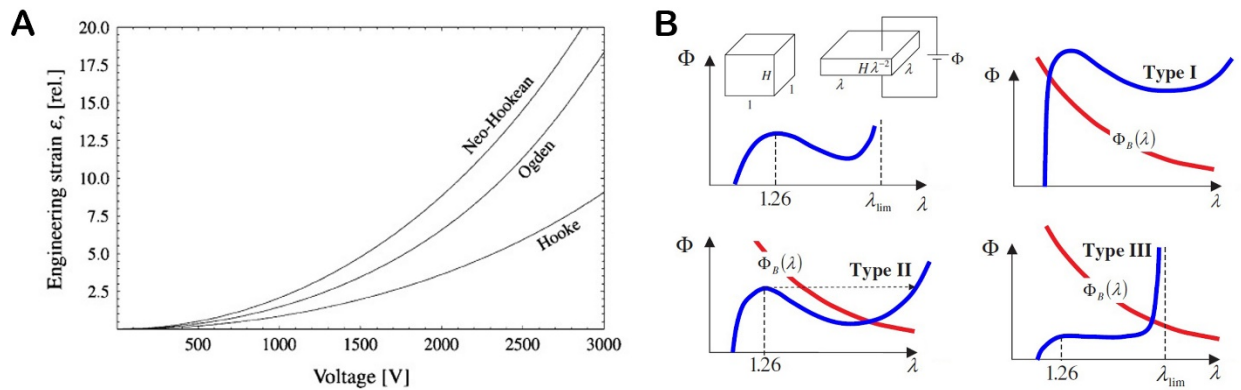 A
Engineering strain ε, [rel.]
20.0
17.5
15.0
12.5
10.0
7.5
5.0
2.5
Neo-Hookean
Ogden
Hooke
500
1000
1500
2000
2500
3000
Voltage [V]
B
Φ
H
1
1
Hλ⁻²
λ
λ
Φ
1.26
λlim
λ
Φ
Type I
ΦB(λ)
λ
Φ
ΦB(λ)
Type II
1.26
λ
Φ
Type III
ΦB(λ)
1.26
λlim
λ